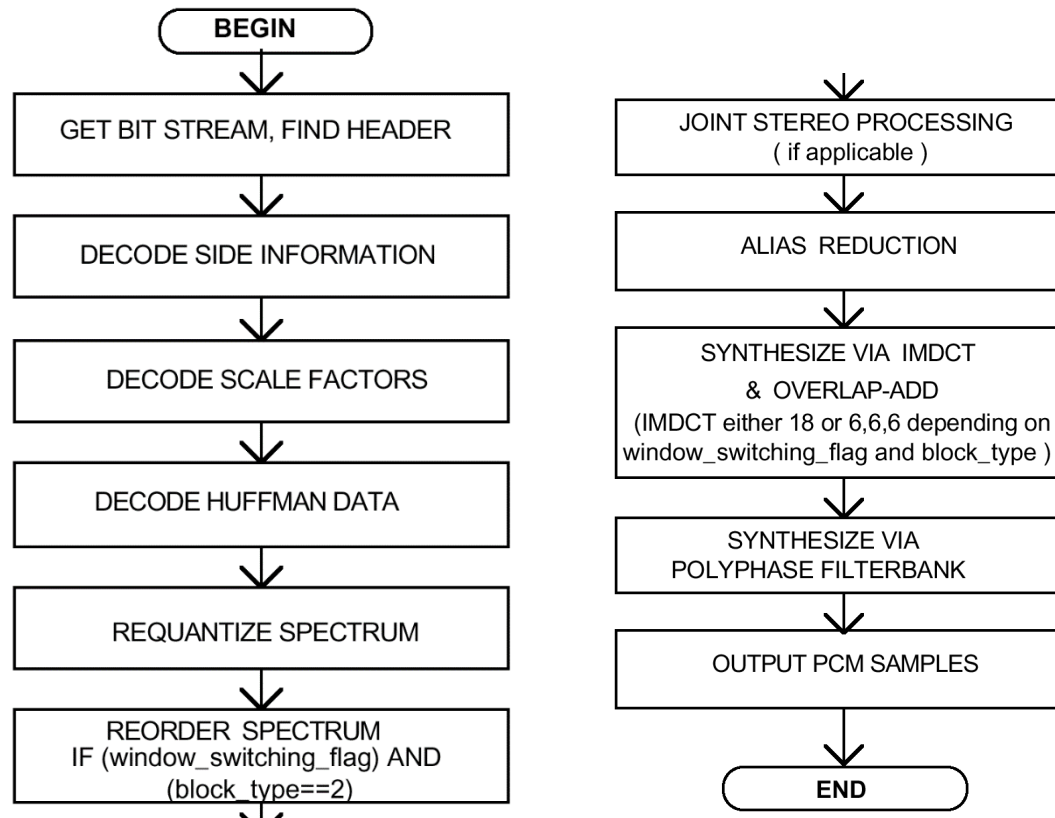 BEGIN
GET BIT STREAM, FIND HEADER
DECODE SIDE INFORMATION
DECODE SCALE FACTORS
DECODE HUFFMAN DATA
REQUANTIZE SPECTRUM
REORDER SPECTRUM
IF (window_switching_flag) AND
(block_type==2)
JOINT STEREO PROCESSING
( if applicable )
ALIAS REDUCTION
SYNTHESIZE VIA IMDCT
& OVERLAP-ADD
(IMDCT either 18 or 6,6,6 depending on
window_switching_flag and block_type )
SYNTHESIZE VIA
POLYPHASE FILTERBANK
OUTPUT PCM SAMPLES
END